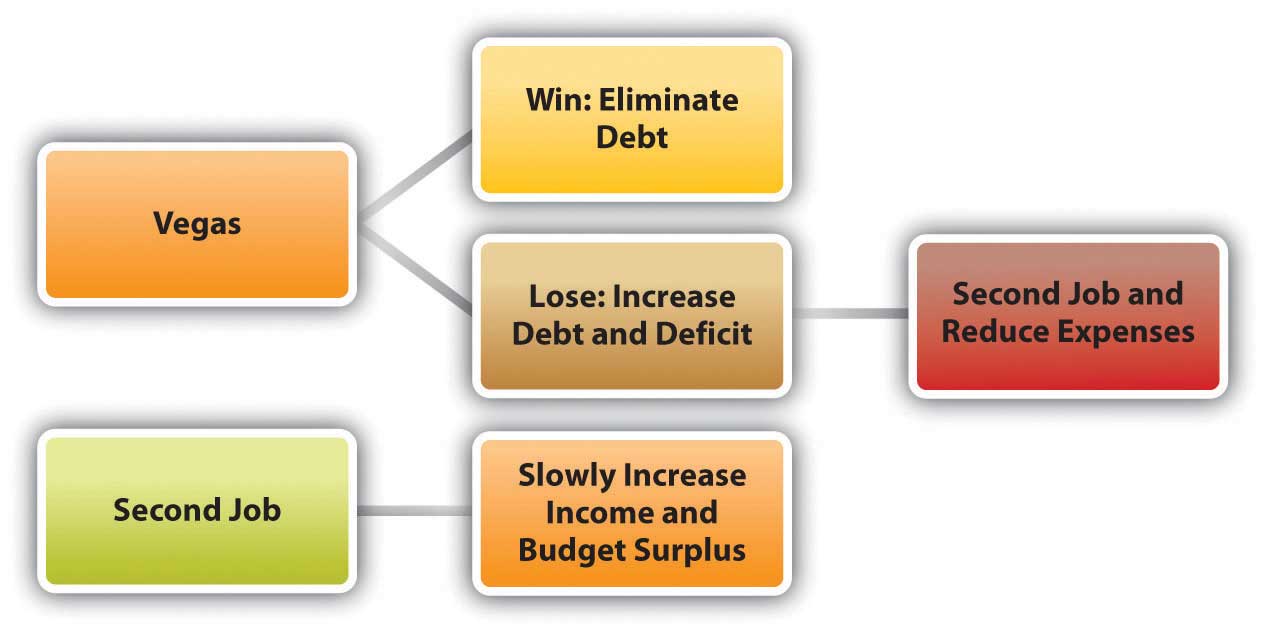 Vegas
Win: Eliminate
Debt
Lose: Increase
Debt and Deficit
Second Job and
Reduce Expenses
Second Job
Slowly Increase
Income and
Budget Surplus